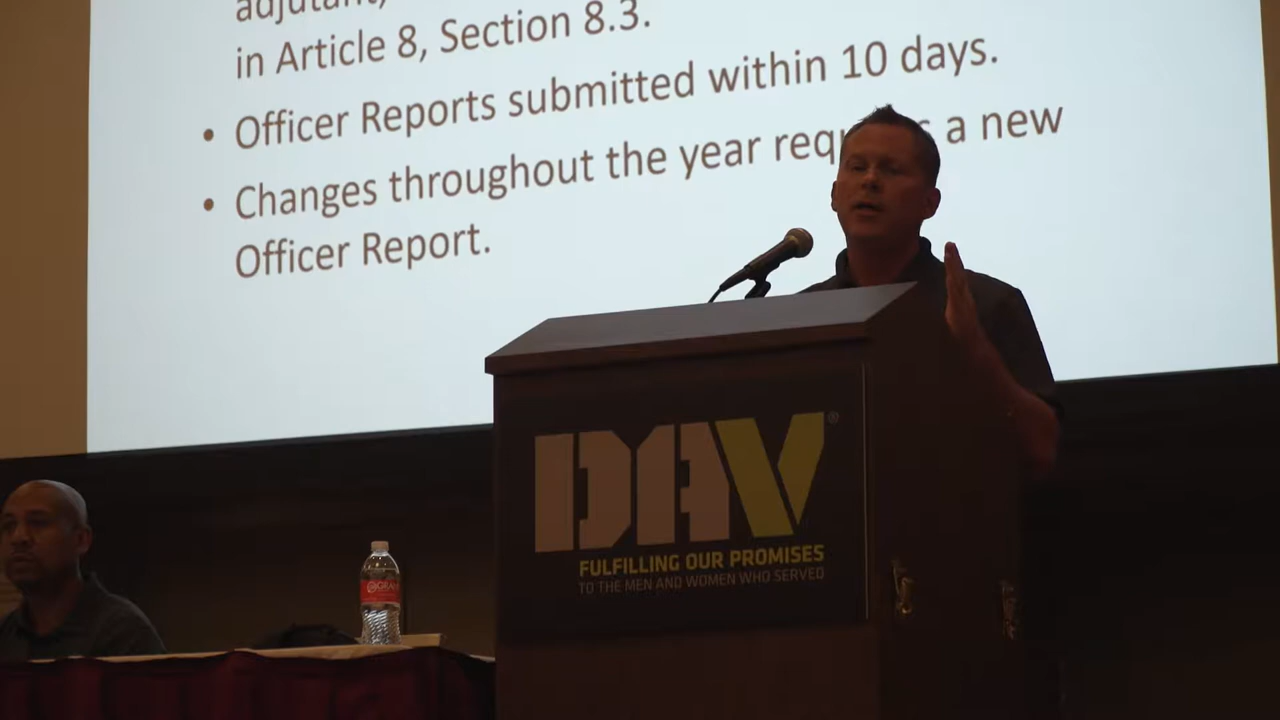 adjutant,
in Article 8, Section 8.3.
• Officer Reports submitted within 10 days.
• Changes throughout the year a new
Officer Report.
DAV®
FULFILLING OUR PROMISES
TO THE MEN AND WOMEN WHO SERVED